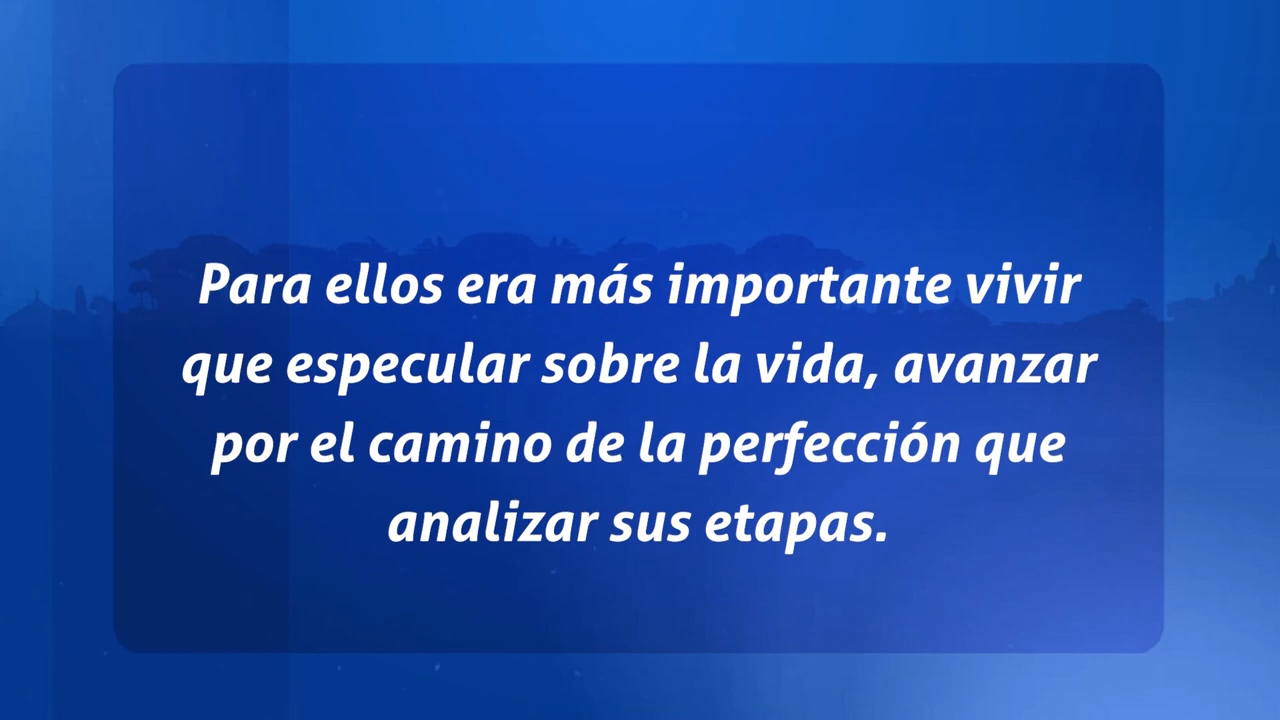 Para ellos era más importante vivir
que especular sobre la vida, avanzar
por el camino de la perfección que
analizar sus etapas.